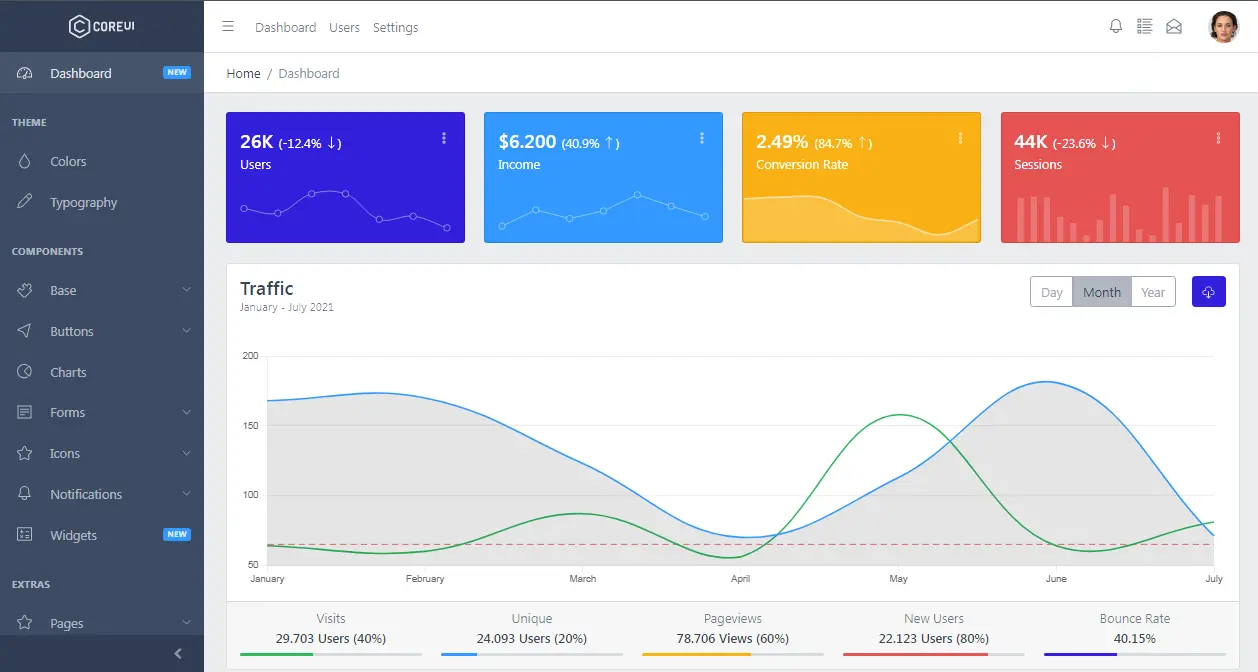 COREUI
Dashboard Users Settings
Dashboard NEW
Home / Dashboard
THEME
Colors
Typography
COMPONENTS
Base
Buttons
Charts
Forms
Icons
Notifications
Widgets NEW
EXTRAS
Pages
26K (-12.4% ↓)
Users
$6.200 (40.9% ↑)
Income
2.49% (84.7% ↑)
Conversion Rate
44K (-23.6% ↓)
Sessions
Traffic
January - July 2021
Day Month Year
200
150
100
50
January February March April May June July
Visits
29.703 Users (40%)
Unique
24.093 Users (20%)
Pageviews
78.706 Views (60%)
New Users
22.123 Users (80%)
Bounce Rate
40.15%